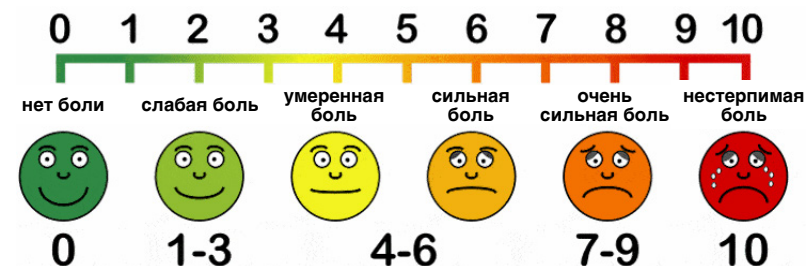 0 1 2 3 4 5 6 7 8 9 10
нет боли
слабая боль
умеренная
боль
сильная
боль
очень
сильная боль
нестерпимая
боль
0 1-3 4-6 7-9 10